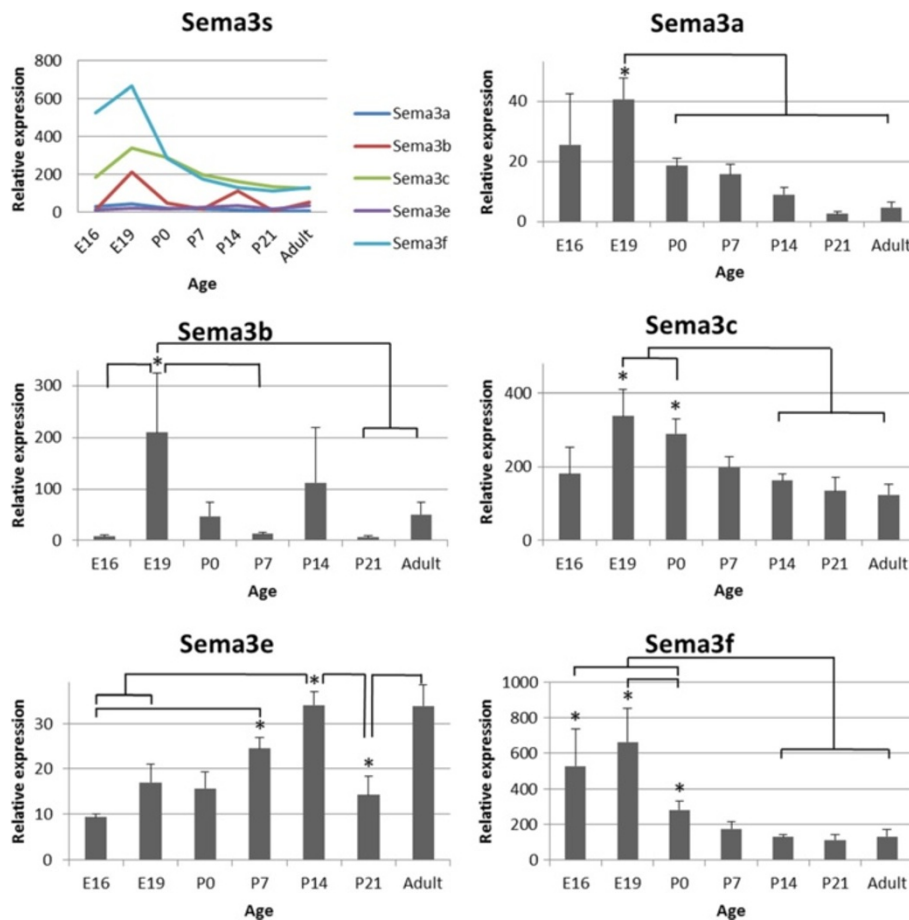 Sema3s
Relative expression
800
600
400
200
0
E16 E19 P0 P7 P14 P21 Adult
Age
Sema3a
Sema3b
Sema3c
Sema3e
Sema3f
Sema3a
Relative expression
40
20
0
*
E16 E19 P0 P7 P14 P21 Adult
Age
Sema3b
Relative expression
300
200
100
0
*
E16 E19 P0 P7 P14 P21 Adult
Age
Sema3c
Relative expression
400
200
0
* *
E16 E19 P0 P7 P14 P21 Adult
Age
Sema3e
Relative expression
30
20
10
0
* * *
E16 E19 P0 P7 P14 P21 Adult
Age
Sema3f
Relative expression
1000
800
600
400
200
0
* * *
E16 E19 P0 P7 P14 P21 Adult
Age